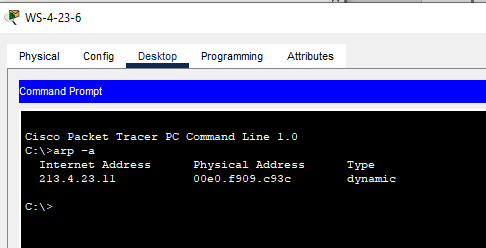 WS-4-23-6
Physical Config Desktop Programming Attributes
Command Prompt
Cisco Packet Tracer PC Command Line 1.0
C:\>arp -a
Internet Address Physical Address Type
213.4.23.11 00e0.f909.c93c dynamic
C:\>